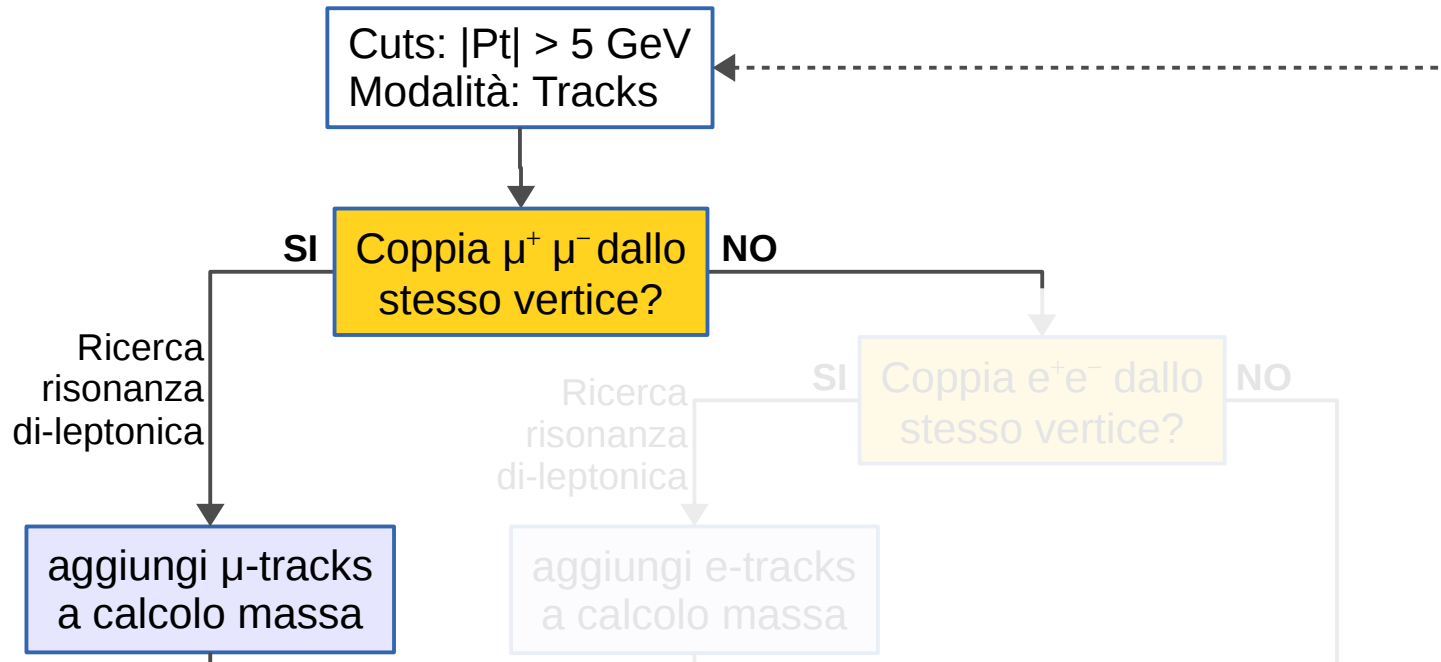 Cuts: |Pt| > 5 GeV
Modalità: Tracks
SI
Coppia μ⁺ μ⁻ dallo
stesso vertice?
NO
Ricerca
risonanza
di-leptonica
SI
Coppia e⁺e⁻ dallo
stesso vertice?
NO
Ricerca
risonanza
di-leptonica
aggiungi μ-tracks
a calcolo massa
aggiungi e-tracks
a calcolo massa